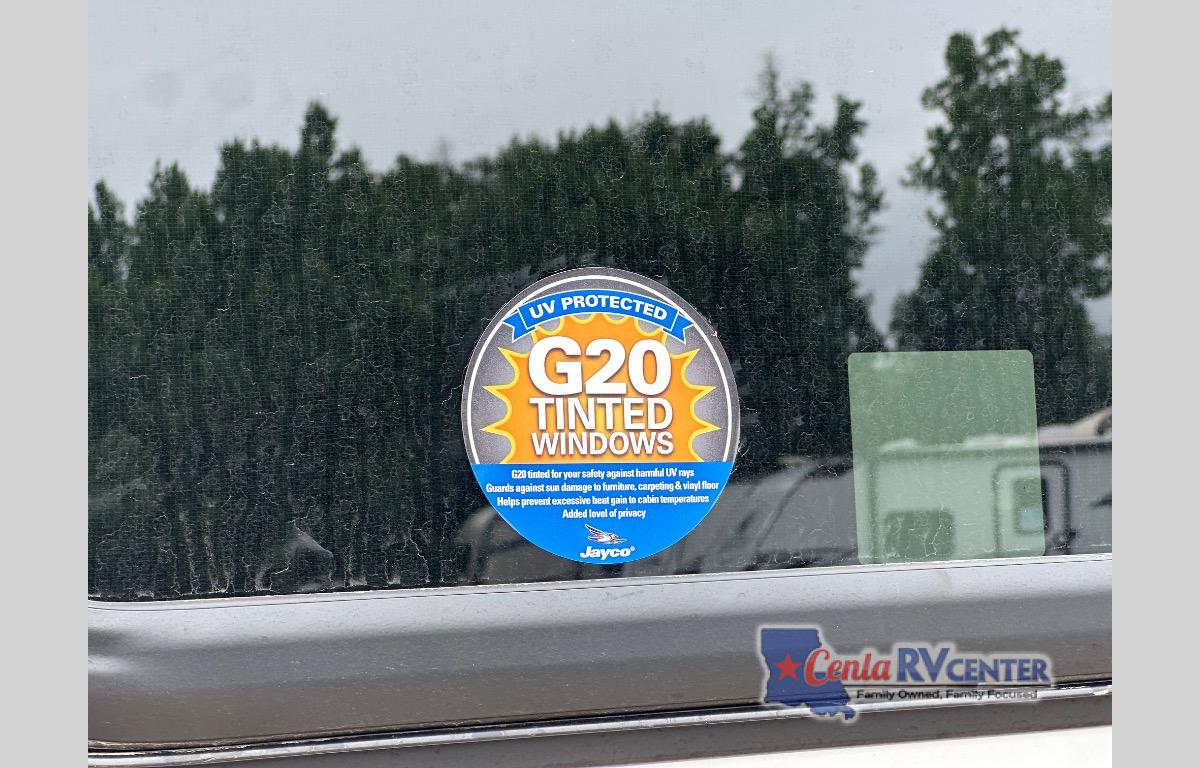 UV PROTECTED
G20
TINTED
WINDOWS
G20 tinted for your safety against harmful UV rays
Guards against sun damage to furniture, carpeting & vinyl floor
Helps prevent excessive heat gain to cabin temperatures
Added level of privacy
Jayco®
Cenla RV CENTER
Family Owned, Family Focused